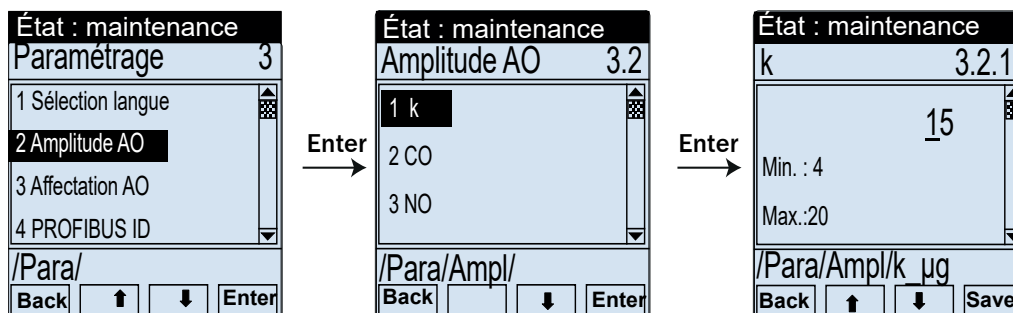 État : maintenance
Paramétrage 3
1 Sélection langue
2 Amplitude AO
3 Affectation AO
4 PROFIBUS ID
/Para/
Back ⬆ ⬇ Enter
Enter
État : maintenance
Amplitude AO 3.2
1 k
2 CO
3 NO
/Para/Ampl/
Back ⬇ Enter
Enter
État : maintenance
k 3.2.1
15
Min. : 4
Max.:20
/Para/Ampl/k_µg
Back ⬆ ⬇ Save